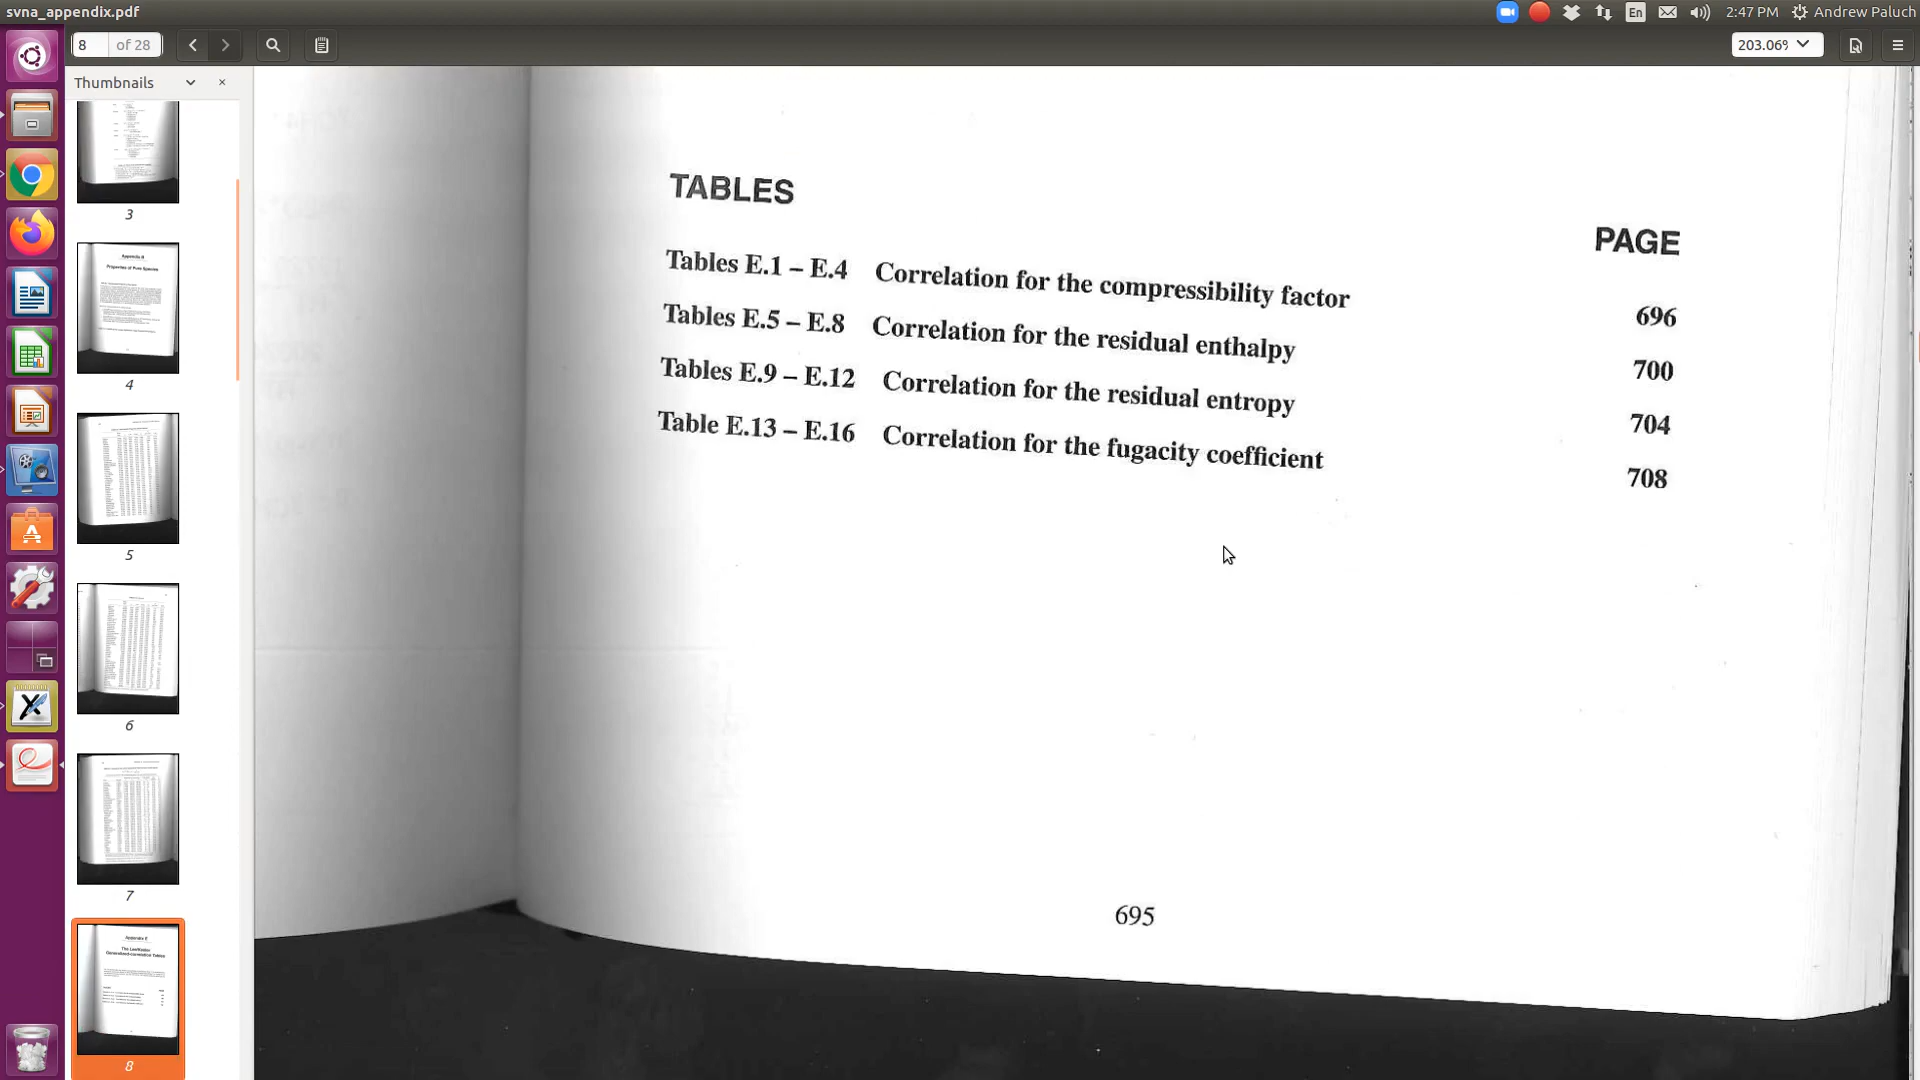 svna_appendix.pdf
En
2:47 PM
Andrew Paluch
8
of 28
203.06%
Thumbnails
3
4
5
6
7
8
TABLES
PAGE
Tables E.1 – E.4 Correlation for the compressibility factor 696
Tables E.5 – E.8 Correlation for the residual enthalpy 700
Tables E.9 – E.12 Correlation for the residual entropy 704
Table E.13 – E.16 Correlation for the fugacity coefficient 708
695